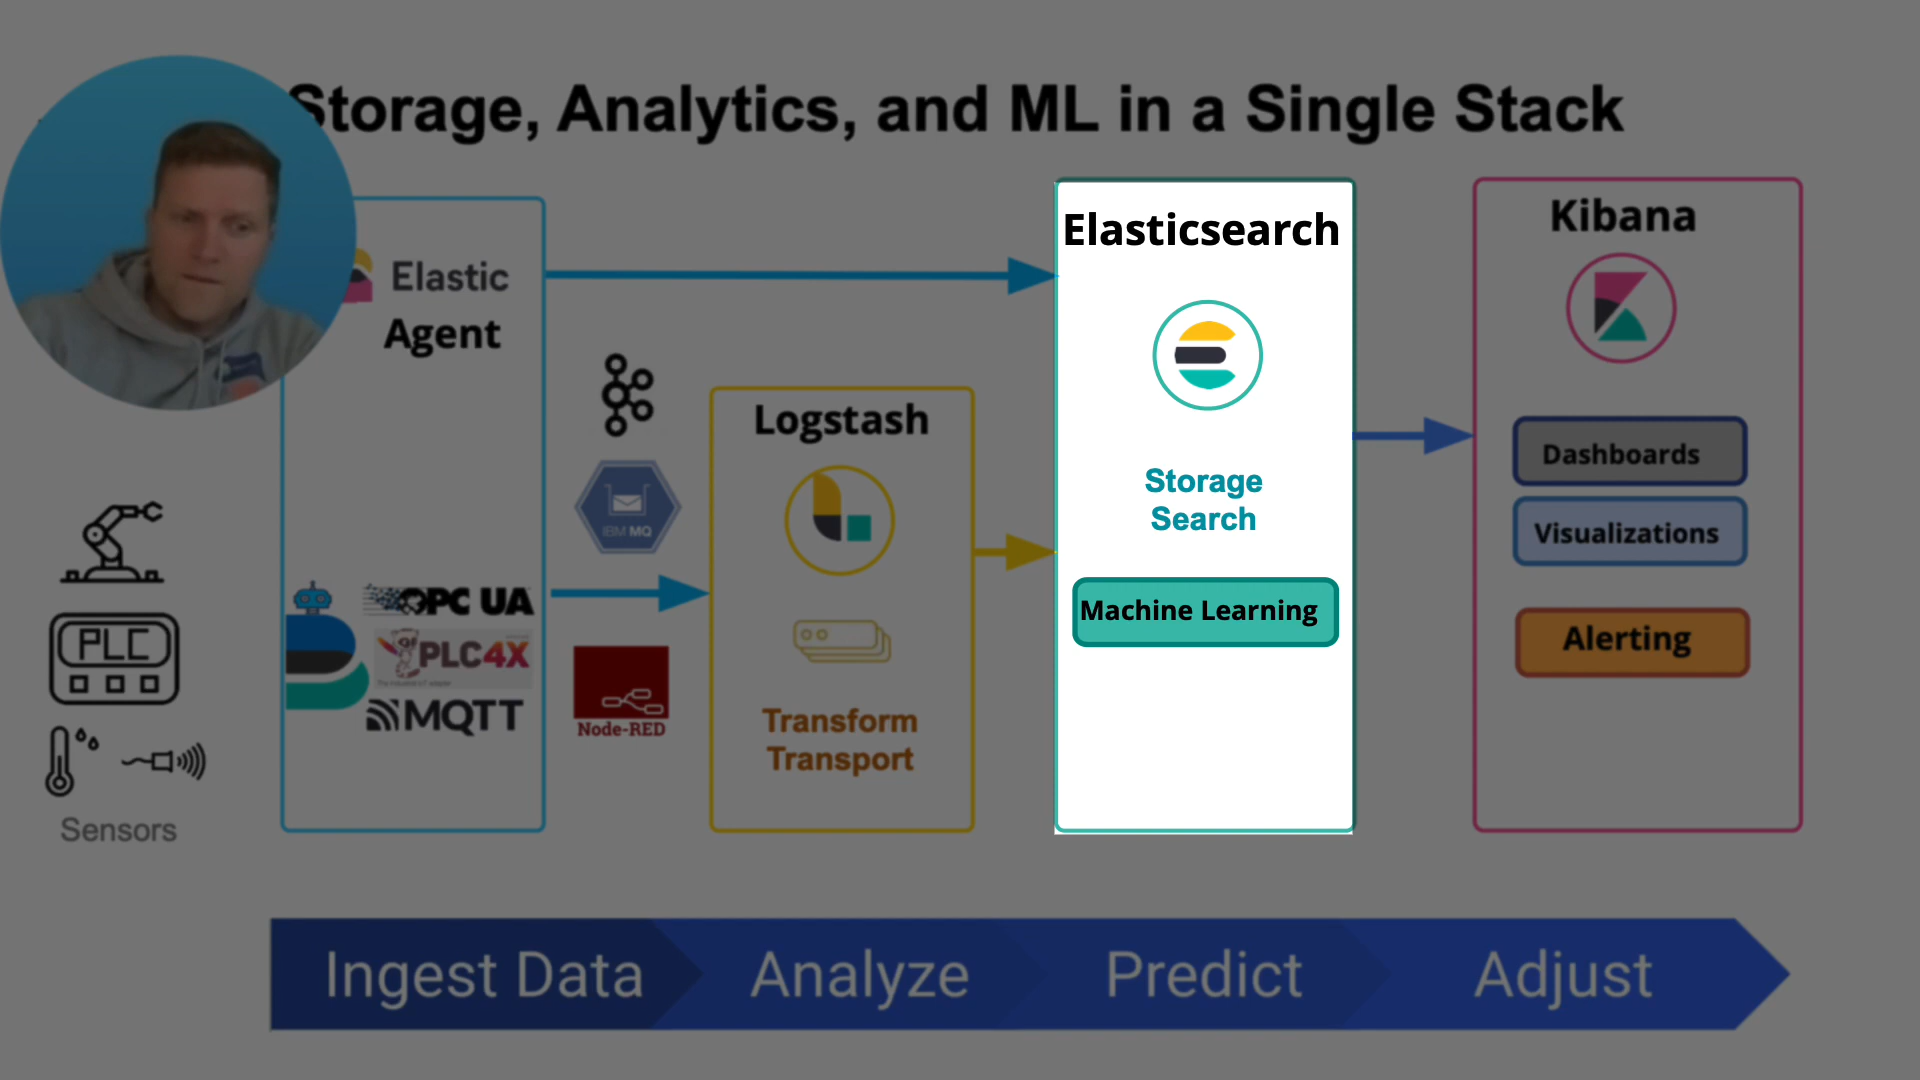 Storage, Analytics, and ML in a Single Stack
Elastic
Agent
OPC UA
PLC4X
MQTT
PLC
Sensors
IBM MQ
Node-RED
Logstash
Transform
Transport
Elasticsearch
Storage
Search
Machine Learning
Kibana
Dashboards
Visualizations
Alerting
Ingest Data
Analyze
Predict
Adjust